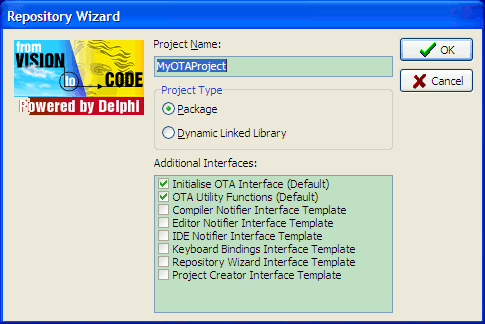 Repository Wizard
from
VISION
to
CODE
Powered by Delphi
Project Name:
MyOTAProject
OK
Cancel
Project Type
Package
Dynamic Linked Library
Additional Interfaces:
Initialise OTA Interface (Default)
OTA Utility Functions (Default)
Compiler Notifier Interface Template
Editor Notifier Interface Template
IDE Notifier Interface Template
Keyboard Bindings Interface Template
Repository Wizard Interface Template
Project Creator Interface Template